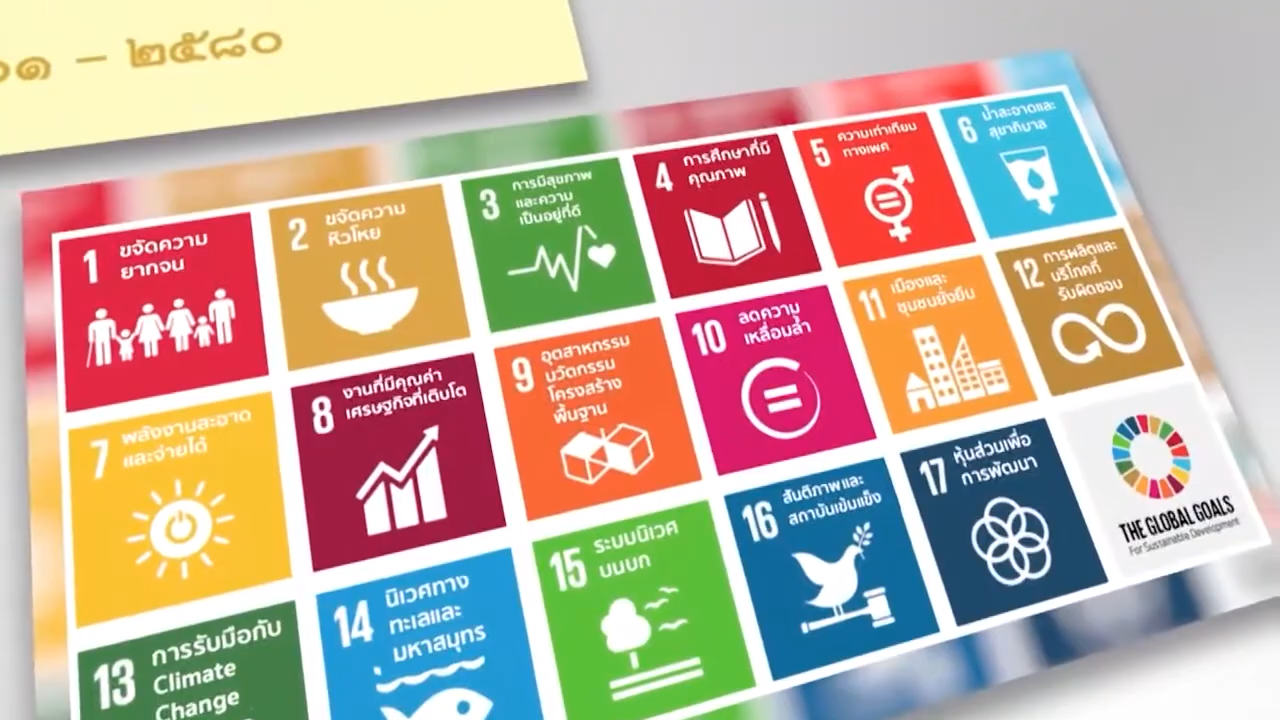 ๑ – ๒๕๘๐
1
ขจัดความ
ยากจน
2
ขจัดความ
หิวโหย
3
การมีสุขภาพ
และความ
เป็นอยู่ที่ดี
4
การศึกษาที่มี
คุณภาพ
5
ความเท่าเทียม
ทางเพศ
6
น้ำสะอาดและ
สุขาภิบาล
7
พลังงานสะอาด
และจ่ายได้
8
งานที่มีคุณค่า
เศรษฐกิจที่เติบโต
9
อุตสาหกรรม
นวัตกรรม
โครงสร้าง
พื้นฐาน
10
ลดความ
เหลื่อมล้ำ
11
เมืองและ
ชุมชนยั่งยืน
12
การผลิตและ
บริโภคที่
รับผิดชอบ
13
การรับมือกับ
Climate
Change
14
นิเวศทาง
ทะเลและ
มหาสมุทร
15
ระบบนิเวศ
บนบก
16
สันติภาพและ
สถาบันเข้มแข็ง
17
หุ้นส่วนเพื่อ
การพัฒนา
THE GLOBAL GOALS
For Sustainable Development